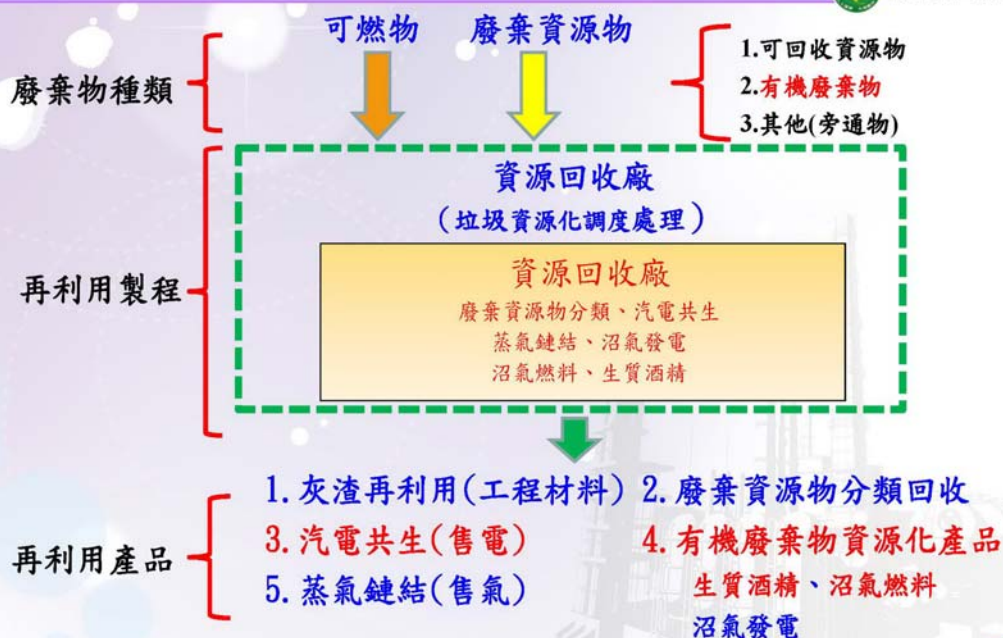 可燃物 廢棄資源物
廢棄物種類
1.可回收資源物
2.有機廢棄物
3.其他(旁通物)
再利用製程
資源回收廠
(垃圾資源化調度處理)
資源回收廠
廢棄資源物分類、汽電共生
蒸氣鏈結、沼氣發電
沼氣燃料、生質酒精
再利用產品
1. 灰渣再利用(工程材料) 2. 廢棄資源物分類回收
3. 汽電共生(售電) 4. 有機廢棄物資源化產品
5. 蒸氣鏈結(售氣) 生質酒精、沼氣燃料
沼氣發電